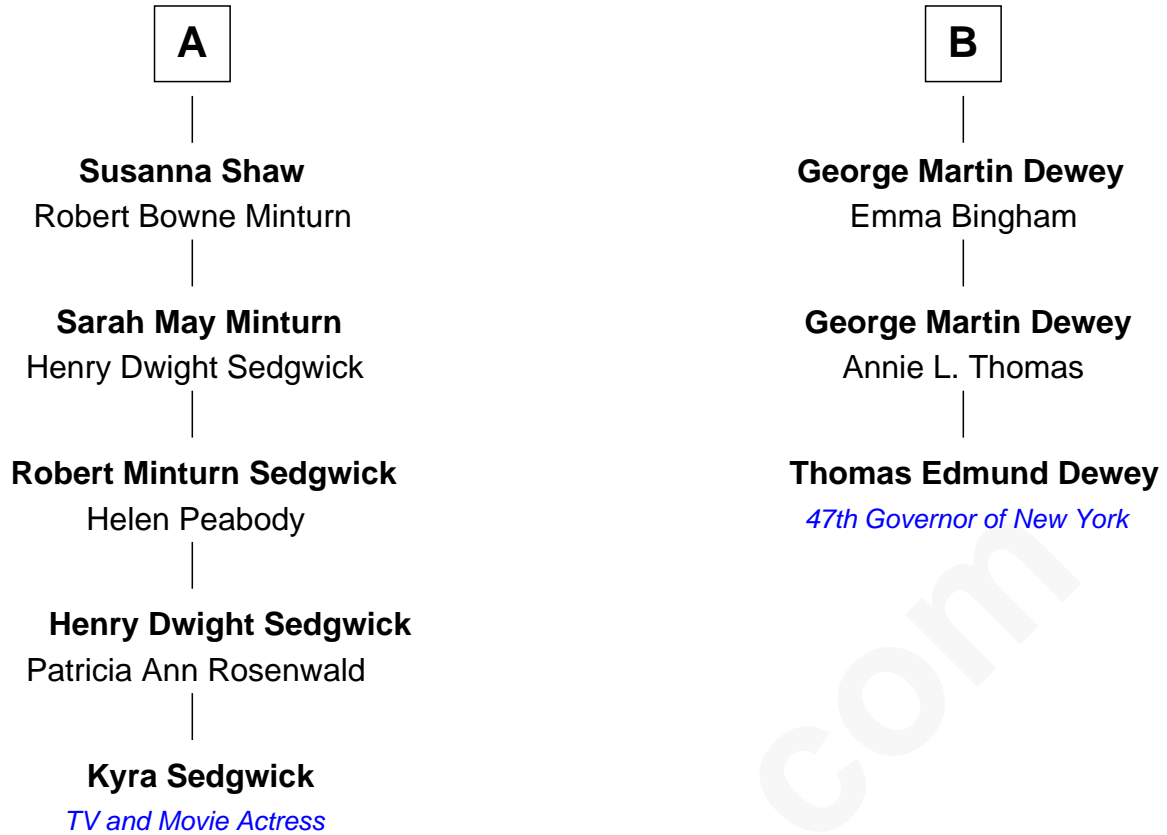 A
Susanna Shaw
Robert Bowne Minturn
Sarah May Minturn
Henry Dwight Sedgwick
Robert Minturn Sedgwick
Helen Peabody
Henry Dwight Sedgwick
Patricia Ann Rosenwald
Kyra Sedgwick
TV and Movie Actress
B
George Martin Dewey
Emma Bingham
George Martin Dewey
Annie L. Thomas
Thomas Edmund Dewey
47th Governor of New York
com